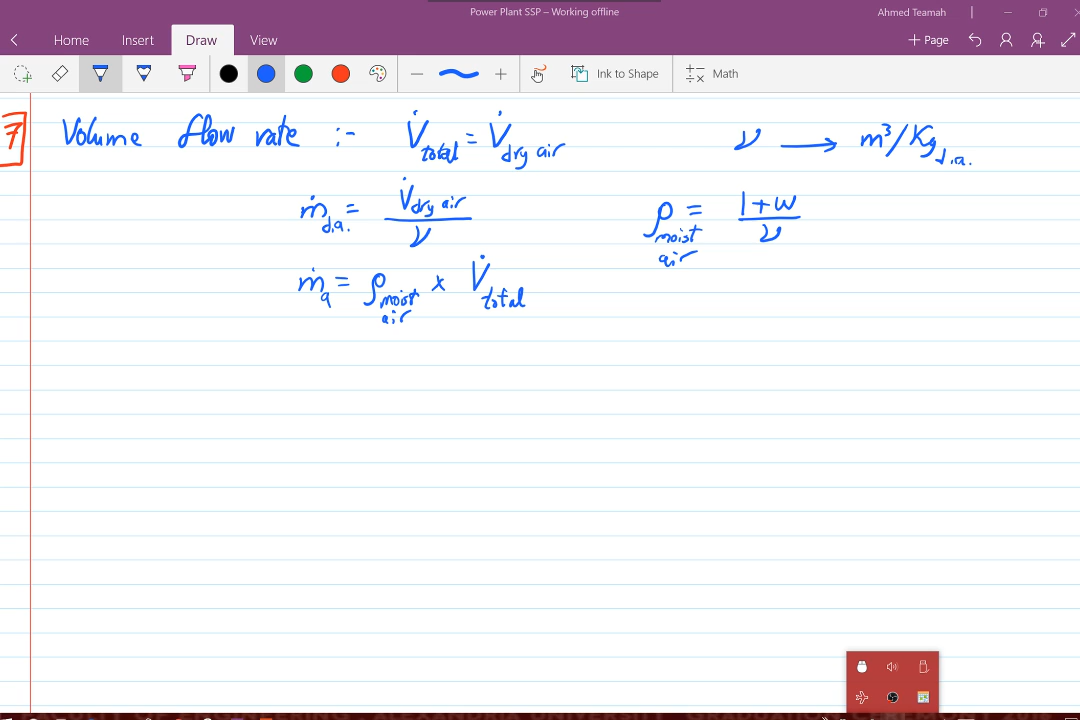 Power Plant SSP – Working offline
Ahmed Teamah
Home Insert Draw View
+ Page
Ink to Shape
Math
7
Volume flow rate :- V̇total = V̇dry air
ν → m³/Kg d.a.
ṁd.a. = V̇dry air / ν
ρmoist air = 1+w / ν
ṁa = ρmoist air × V̇total